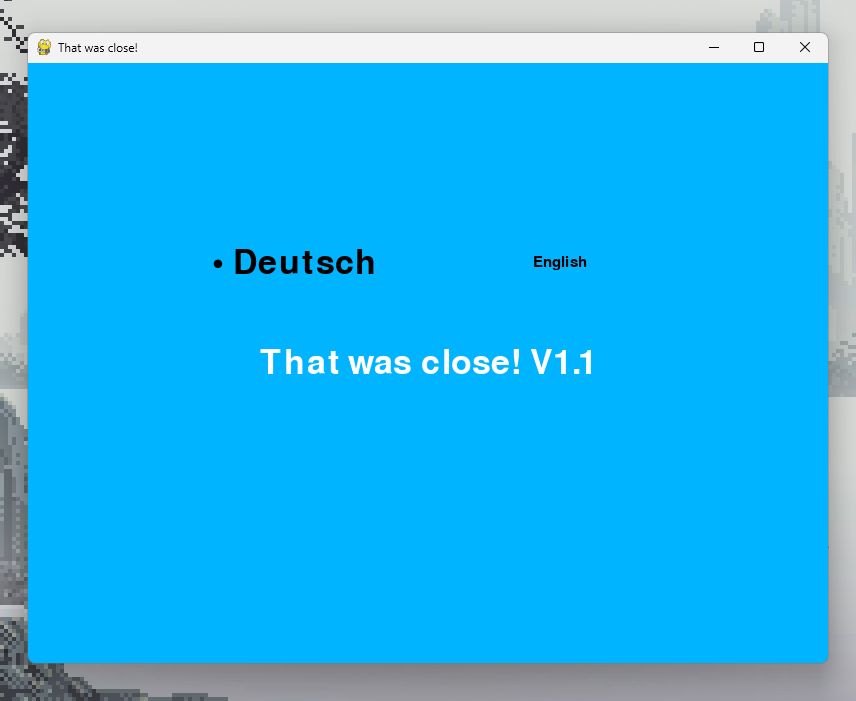 That was close!
• Deutsch
English
That was close! V1.1